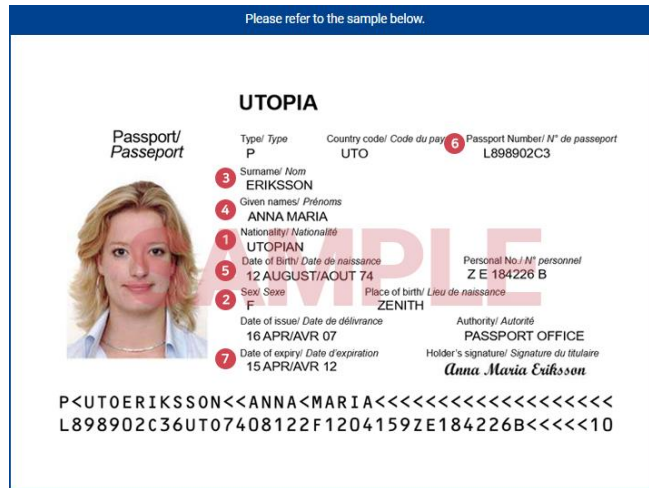 Please refer to the sample below.
UTOPIA
Passport/
Passeport
Type/ Type
Country code/ Code du pay
6
Passport Number/ N° de passeport
P
UTO
L898902C3
3
Surname/ Nom
ERIKSSON
4
Given names/ Prénoms
ANNA MARIA
1
Nationality/ Nationalité
UTOPIAN
SAMPLE
5
Date of Birth/ Date de naissance
Personal No./ N° personnel
12 AUGUST/AOUT 74
Z E 184226 B
2
Sex/ Sexe
Place of birth/ Lieu de naissance
F
ZENITH
Date of issue/ Date de délivrance
Authority/ Autorité
16 APR/AVR 07
PASSPORT OFFICE
7
Date of expiry/ Date d'expiration
Holder's signature/ Signature du titulaire
15 APR/AVR 12
Anna Maria Eriksson
P<UTOERIKSSON<<ANNA<MARIA<<<<<<<<<<<<<<<<<<<
L898902C36UTO7408122F1204159ZE184226B<<<<<10